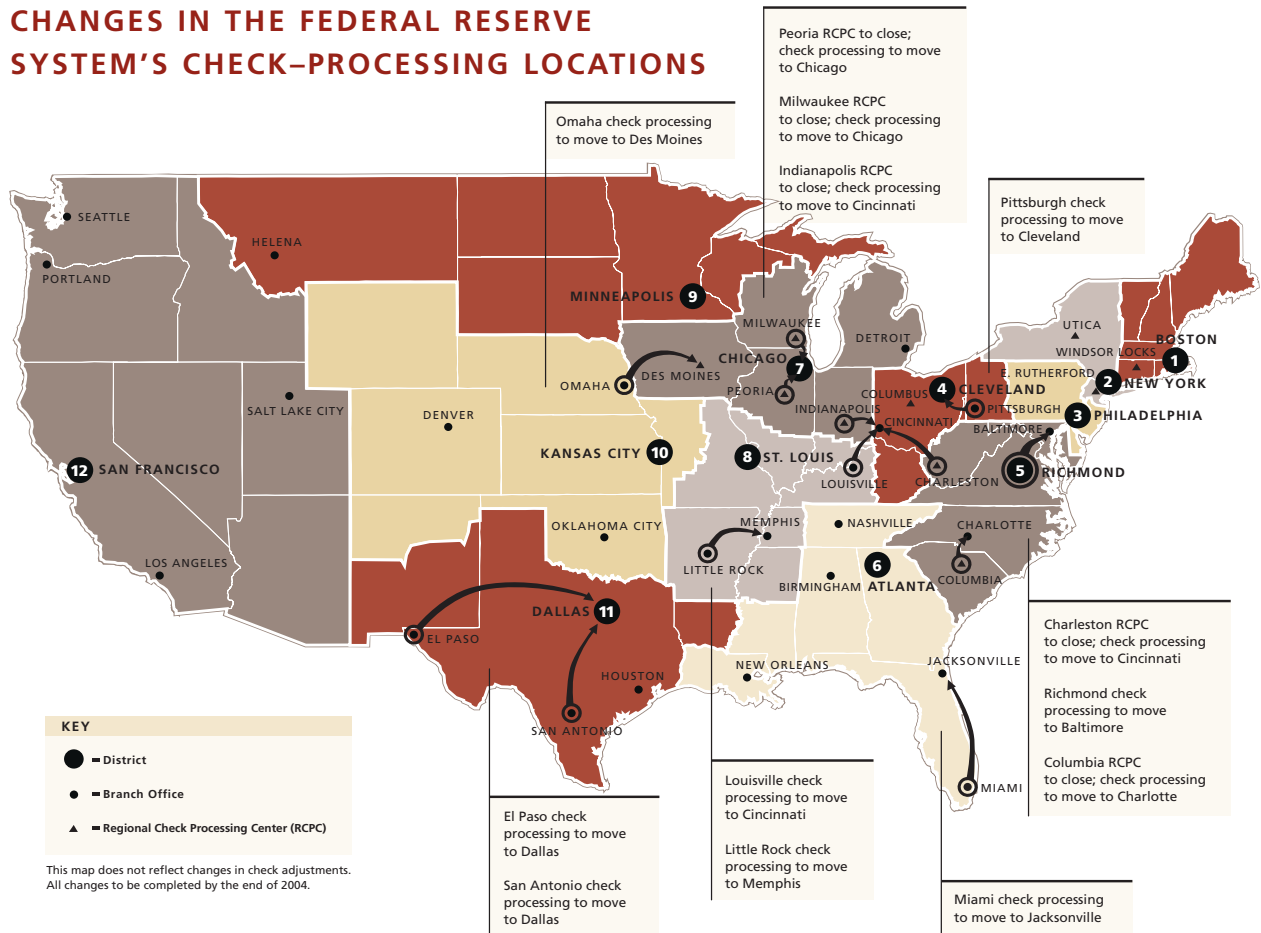 CHANGES IN THE FEDERAL RESERVE
SYSTEM'S CHECK–PROCESSING LOCATIONS
Peoria RCPC to close;
check processing to move
to Chicago
Milwaukee RCPC
to close; check processing
to move to Chicago
Indianapolis RCPC
to close; check processing
to move to Cincinnati
Omaha check processing
to move to Des Moines
Pittsburgh check
processing to move
to Cleveland
SEATTLE
PORTLAND
HELENA
MINNEAPOLIS 9
MILWAUKEE
CHICAGO 7
DETROIT
UTICA
BOSTON
1
WINDSOR LOCKS
E. RUTHERFORD
2 NEW YORK
3 PHILADELPHIA
OMAHA
DES MOINES
PEORIA
INDIANAPOLIS
COLUMBUS
4 CLEVELAND
PITTSBURGH
CINCINNATI
BALTIMORE
SALT LAKE CITY
DENVER
12 SAN FRANCISCO
KANSAS CITY 10
8 ST. LOUIS
LOUISVILLE
CHARLESTON
5 RICHMOND
OKLAHOMA CITY
MEMPHIS
NASHVILLE
CHARLOTTE
LOS ANGELES
LITTLE ROCK
BIRMINGHAM
6
ATLANTA
COLUMBIA
DALLAS 11
EL PASO
HOUSTON
SAN ANTONIO
NEW ORLEANS
JACKSONVILLE
MIAMI
Charleston RCPC
to close; check processing
to move to Cincinnati
Richmond check
processing to move
to Baltimore
Columbia RCPC
to close; check processing
to move to Charlotte
KEY
District
Branch Office
Regional Check Processing Center (RCPC)
This map does not reflect changes in check adjustments.
All changes to be completed by the end of 2004.
El Paso check
processing to move
to Dallas
San Antonio check
processing to move
to Dallas
Louisville check
processing to move
to Cincinnati
Little Rock check
processing to move
to Memphis
Miami check processing
to move to Jacksonville